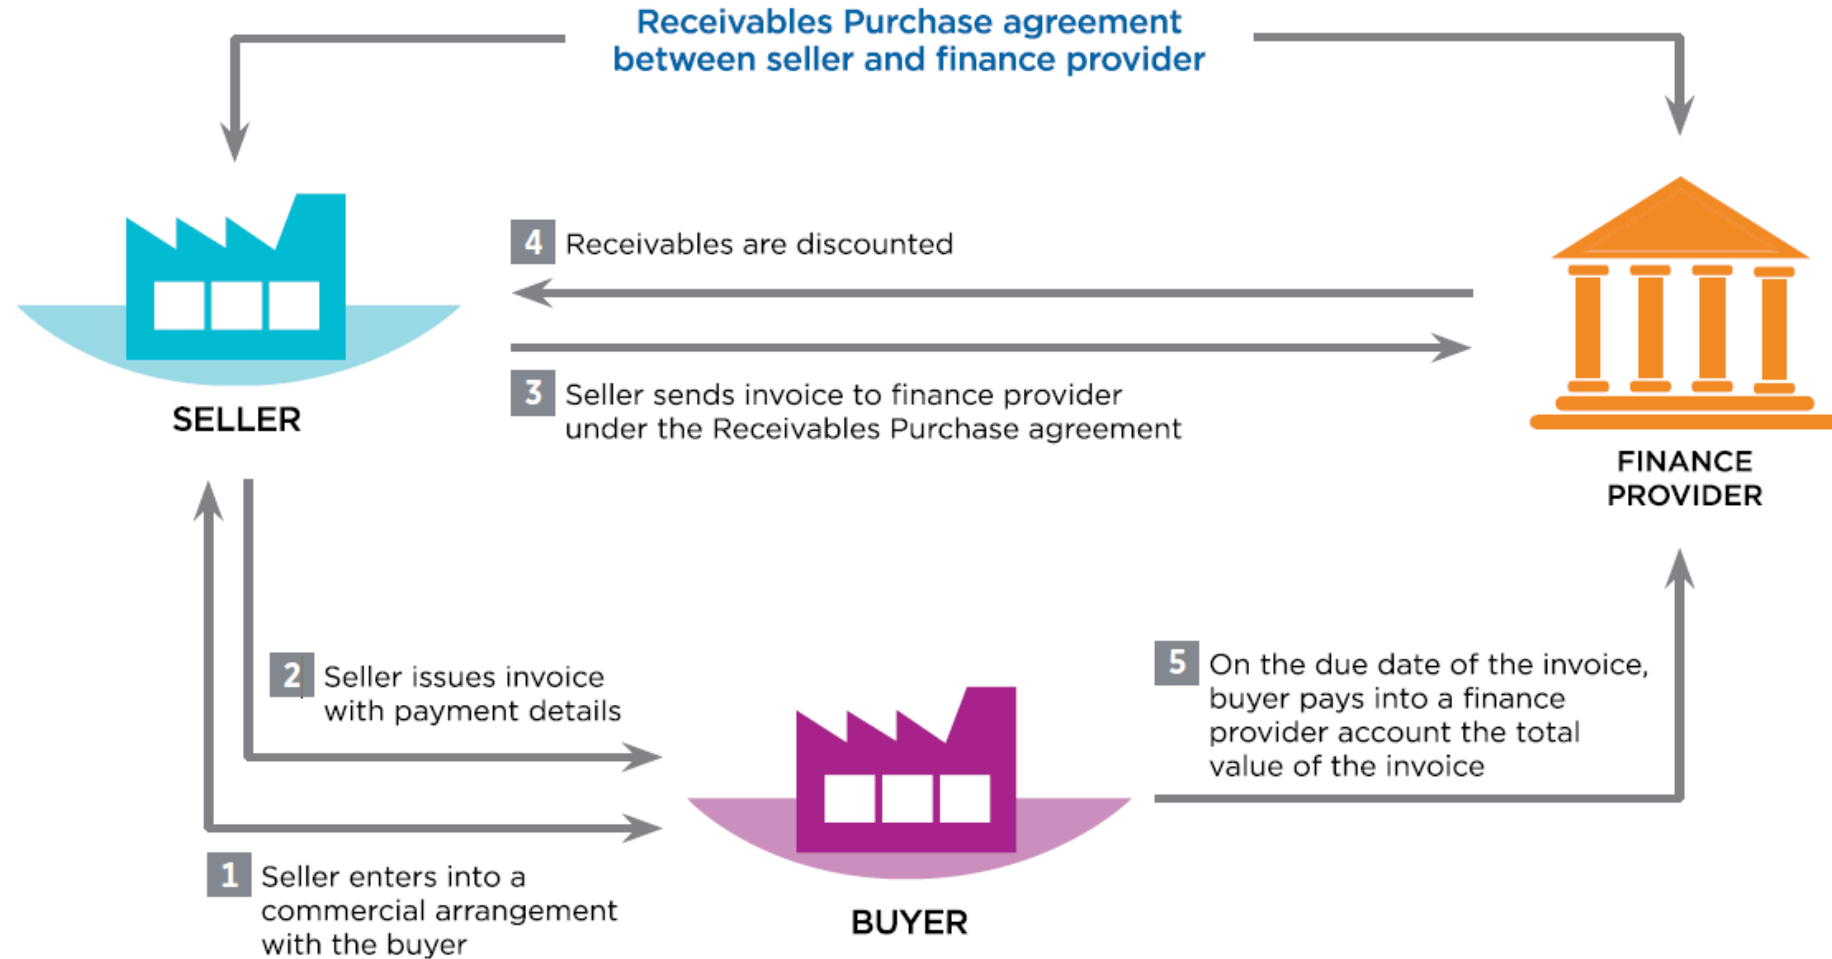 Receivables Purchase agreement
between seller and finance provider
4 Receivables are discounted
3 Seller sends invoice to finance provider
under the Receivables Purchase agreement
SELLER
FINANCE
PROVIDER
2 Seller issues invoice
with payment details
5 On the due date of the invoice,
buyer pays into a finance
provider account the total
value of the invoice
1 Seller enters into a
commercial arrangement
with the buyer
BUYER